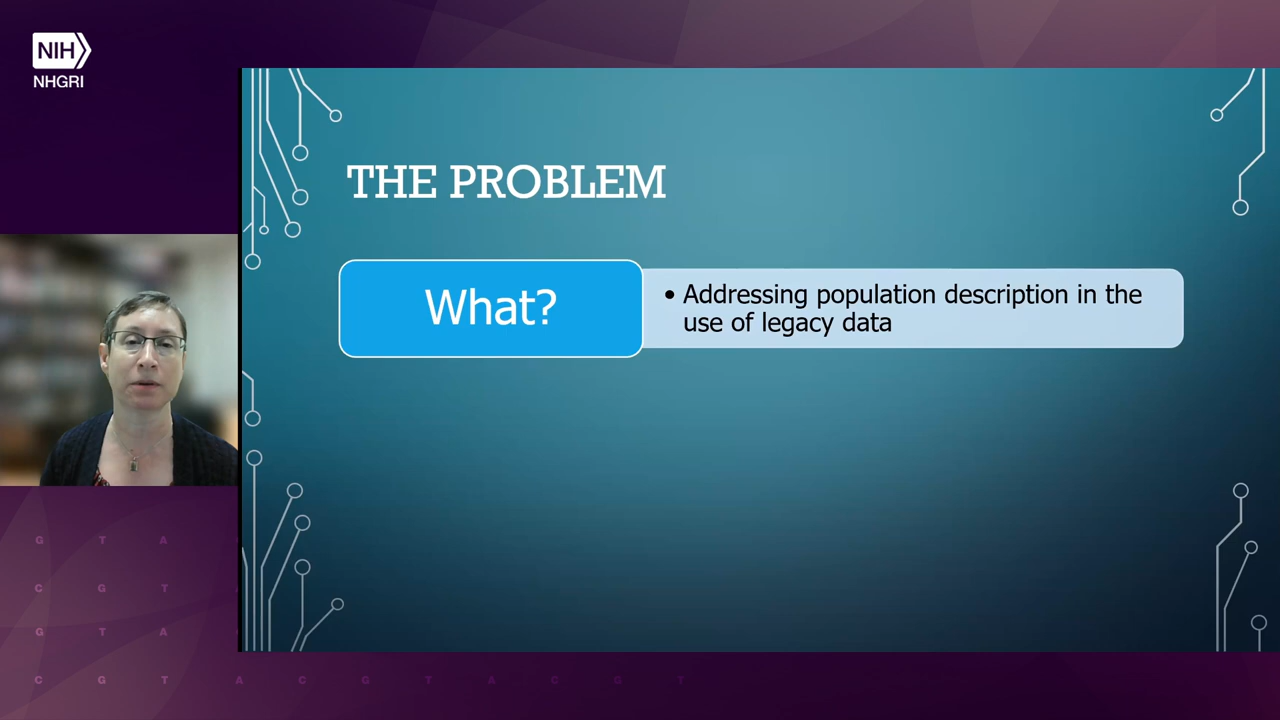 NIH
NHGRI
THE PROBLEM
What?
• Addressing population description in the
use of legacy data
G T A
C G T
G T A
C G T A C G T A C G T